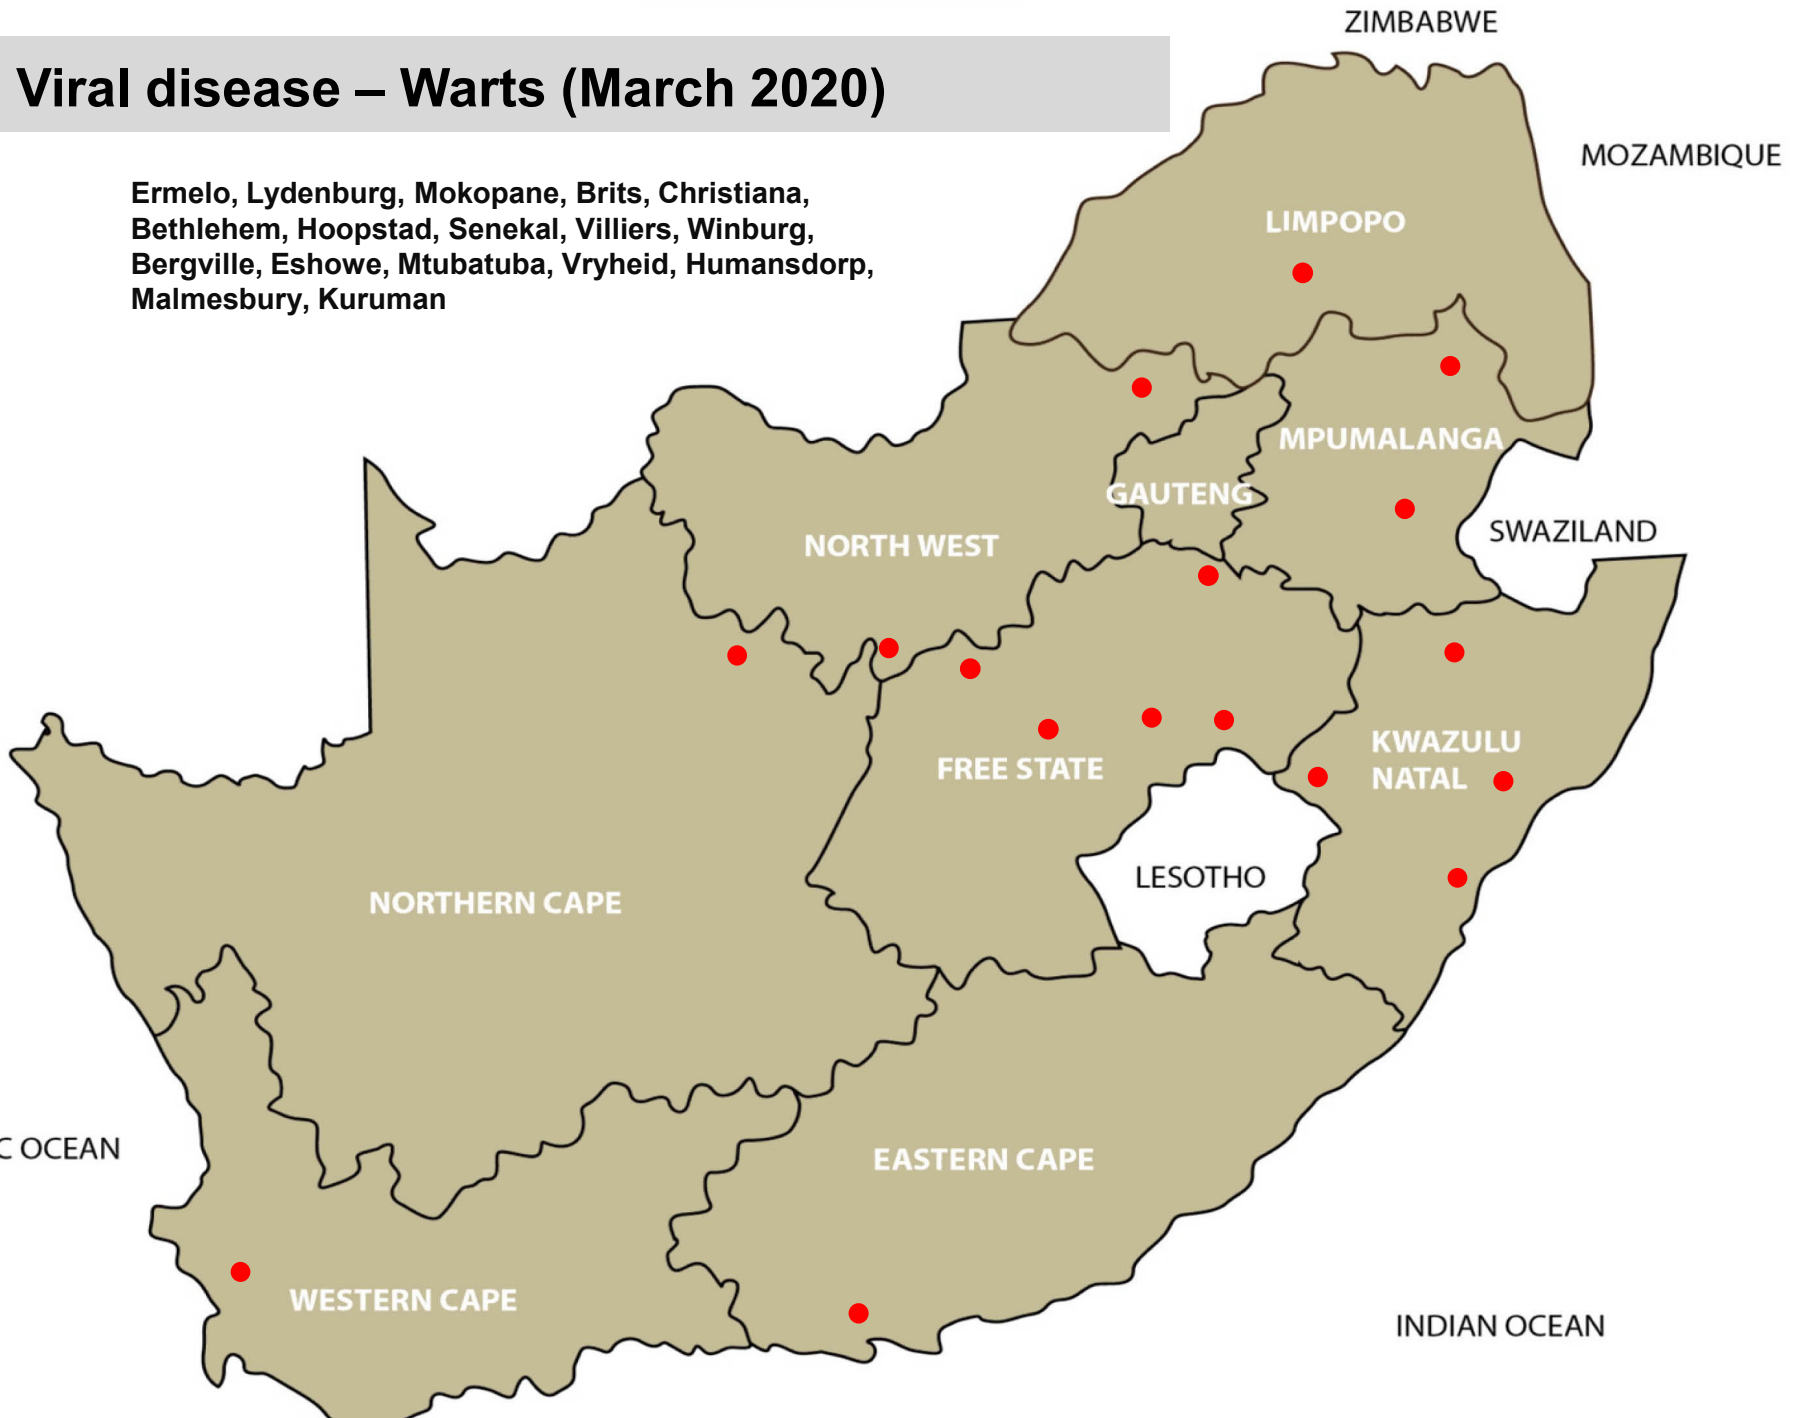 ZIMBABWE
Viral disease – Warts (March 2020)
MOZAMBIQUE
Ermelo, Lydenburg, Mokopane, Brits, Christiana,
Bethlehem, Hoopstad, Senekal, Villiers, Winburg,
Bergville, Eshowe, Mtubatuba, Vryheid, Humansdorp,
Malmesbury, Kuruman
LIMPOPO
MPUMALANGA
GAUTENG
SWAZILAND
NORTH WEST
KWAZULU
NATAL
FREE STATE
LESOTHO
NORTHERN CAPE
C OCEAN
EASTERN CAPE
WESTERN CAPE
INDIAN OCEAN